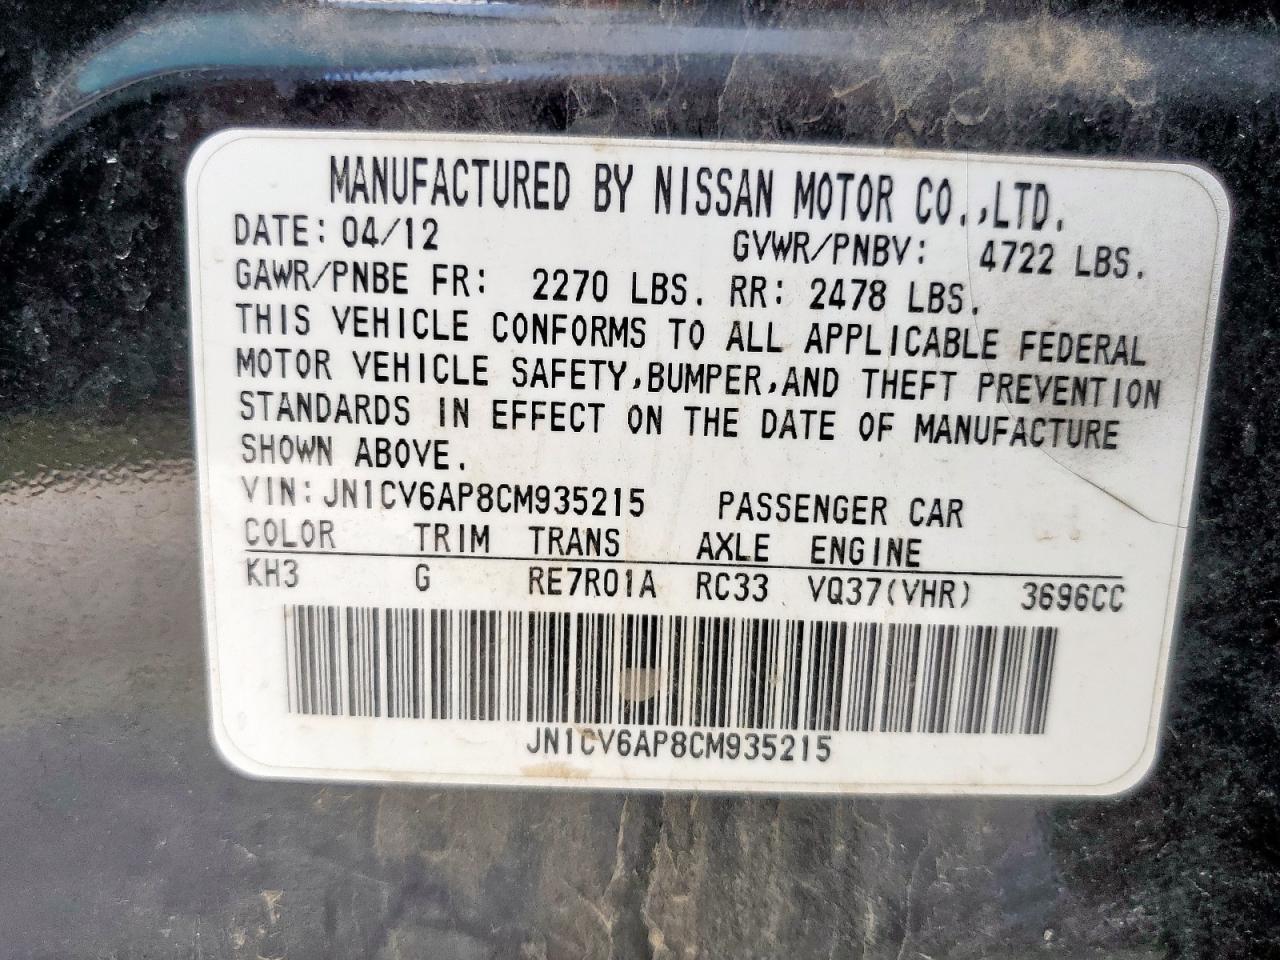 MANUFACTURED BY NISSAN MOTOR CO.,LTD.
DATE: 04/12 GVWR/PNBV: 4722 LBS.
GAWR/PNBE FR: 2270 LBS. RR: 2478 LBS.
THIS VEHICLE CONFORMS TO ALL APPLICABLE FEDERAL
MOTOR VEHICLE SAFETY,BUMPER,AND THEFT PREVENTION
STANDARDS IN EFFECT ON THE DATE OF MANUFACTURE
SHOWN ABOVE.
VIN: JN1CV6AP8CM935215 PASSENGER CAR
COLOR TRIM TRANS AXLE ENGINE
KH3 G RE7R01A RC33 VQ37(VHR) 3696CC
JN1CV6AP8CM935215